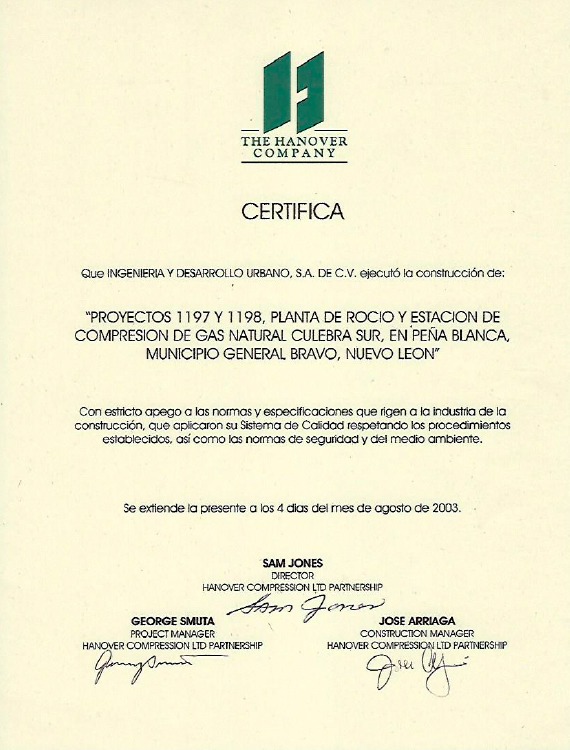 THE HANOVER
COMPANY
CERTIFICA
Que INGENIERIA Y DESARROLLO URBANO, S.A. DE C.V. ejecutó la construcción de:
"PROYECTOS 1197 Y 1198, PLANTA DE ROCIO Y ESTACION DE
COMPRESION DE GAS NATURAL CULEBRA SUR, EN PEÑA BLANCA,
MUNICIPIO GENERAL BRAVO, NUEVO LEON"
Con estricto apego a las normas y especificaciones que rigen a la industria de la
construcción, que aplicaron su Sistema de Calidad respetando los procedimientos
establecidos, así como las normas de seguridad y del medio ambiente.
Se extiende la presente a los 4 dias del mes de agosto de 2003.
SAM JONES
DIRECTOR
HANOVER COMPRESSION LTD PARTNERSHIP
Sam Jones
GEORGE SMUTA
PROJECT MANAGER
HANOVER COMPRESSION LTD PARTNERSHIP
JOSE ARRIAGA
CONSTRUCTION MANAGER
HANOVER COMPRESSION LTD PARTNERSHIP